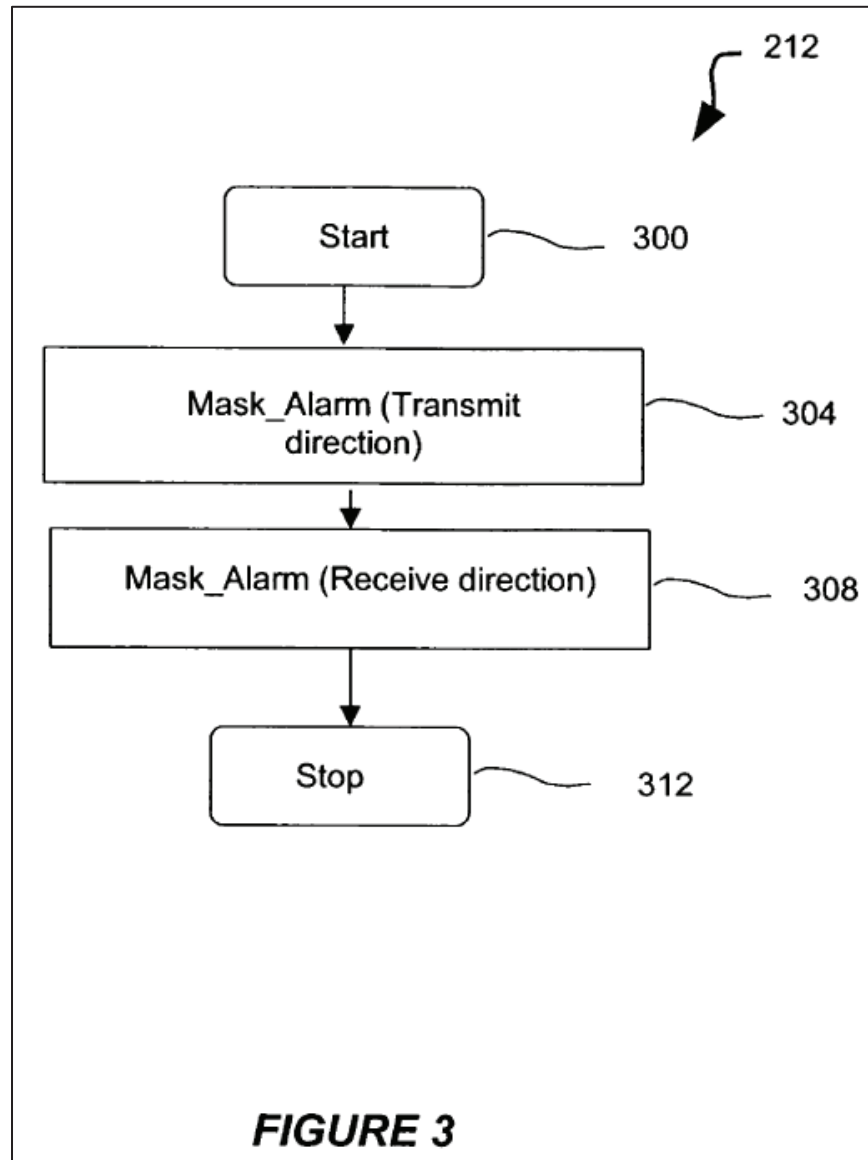 212
Start
300
Mask_Alarm (Transmit
direction)
304
Mask_Alarm (Receive direction)
308
Stop
312
FIGURE 3